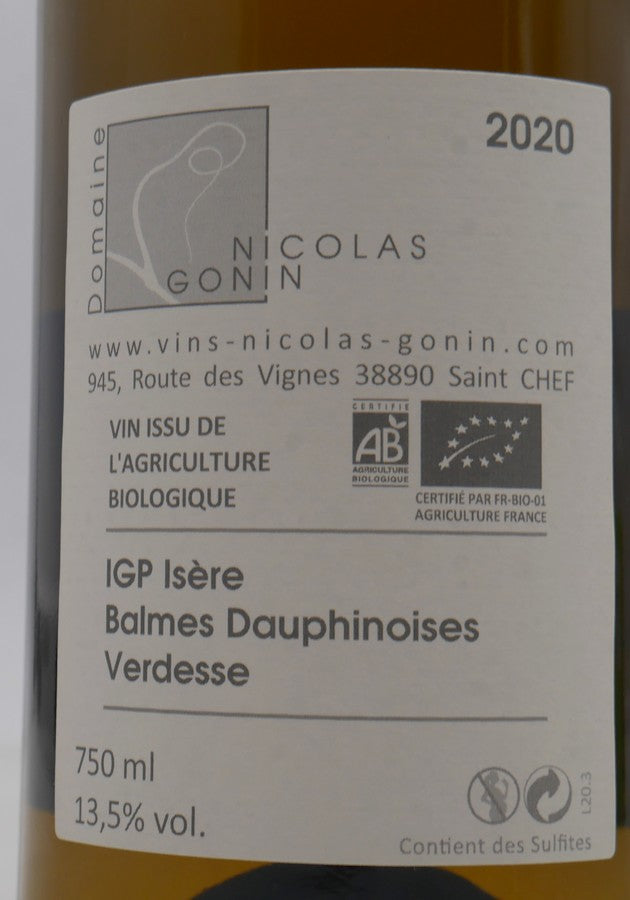 2020
Domaine
NICOLAS
GONIN
www.vins-nicolas-gonin.com
945, Route des Vignes 38890 Saint CHEF
VIN ISSU DE
L'AGRICULTURE
BIOLOGIQUE
CERTIFIÉ
AB
AGRICULTURE
BIOLOGIQUE
CERTIFIÉ PAR FR-BIO-01
AGRICULTURE FRANCE
IGP Isère
Balmes Dauphinoises
Verdesse
750 ml
13,5% vol.
L20.3
Contient des Sulfites